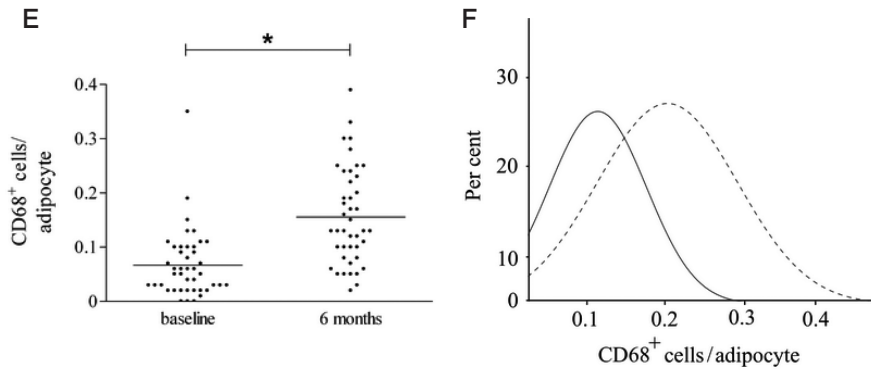 E
*
0.4
0.3
0.2
0.1
0
CD68+ cells/
adipocyte
baseline
6 months
F
30
20
10
0
Per cent
0.1
0.2
0.3
0.4
CD68+ cells/adipocyte